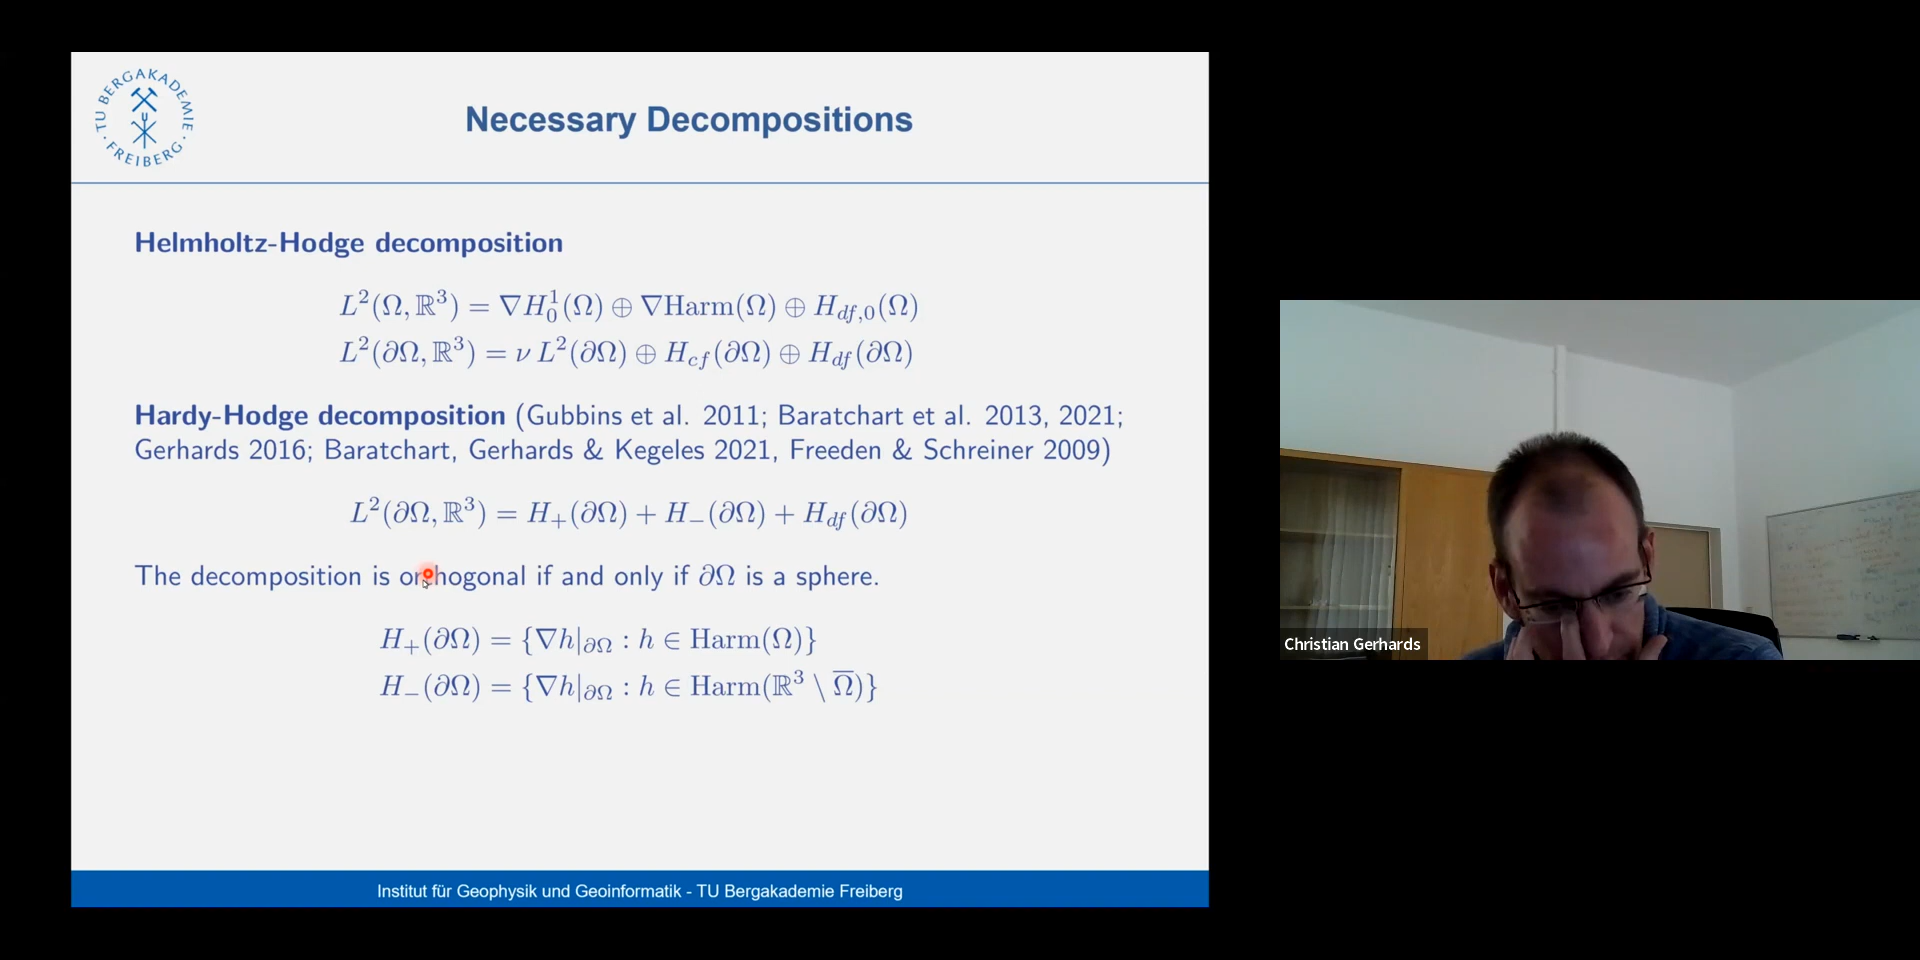 TU BERGAKADEMIE
FREIBERG
Necessary Decompositions
Helmholtz-Hodge decomposition
L²(Ω, ℝ³) = ∇H₀¹(Ω) ⊕ ∇Harm(Ω) ⊕ H_{df,0}(Ω)
L²(∂Ω, ℝ³) = ν L²(∂Ω) ⊕ H_{cf}(∂Ω) ⊕ H_{df}(∂Ω)
Hardy-Hodge decomposition (Gubbins et al. 2011; Baratchart et al. 2013, 2021;
Gerhards 2016; Baratchart, Gerhards & Kegeles 2021, Freeden & Schreiner 2009)
L²(∂Ω, ℝ³) = H₊(∂Ω) + H₋(∂Ω) + H_{df}(∂Ω)
The decomposition is orthogonal if and only if ∂Ω is a sphere.
H₊(∂Ω) = {∇h|_{∂Ω} : h ∈ Harm(Ω)}
H₋(∂Ω) = {∇h|_{∂Ω} : h ∈ Harm(ℝ³ \ Ω̅)}
Institut für Geophysik und Geoinformatik - TU Bergakademie Freiberg
Christian Gerhards